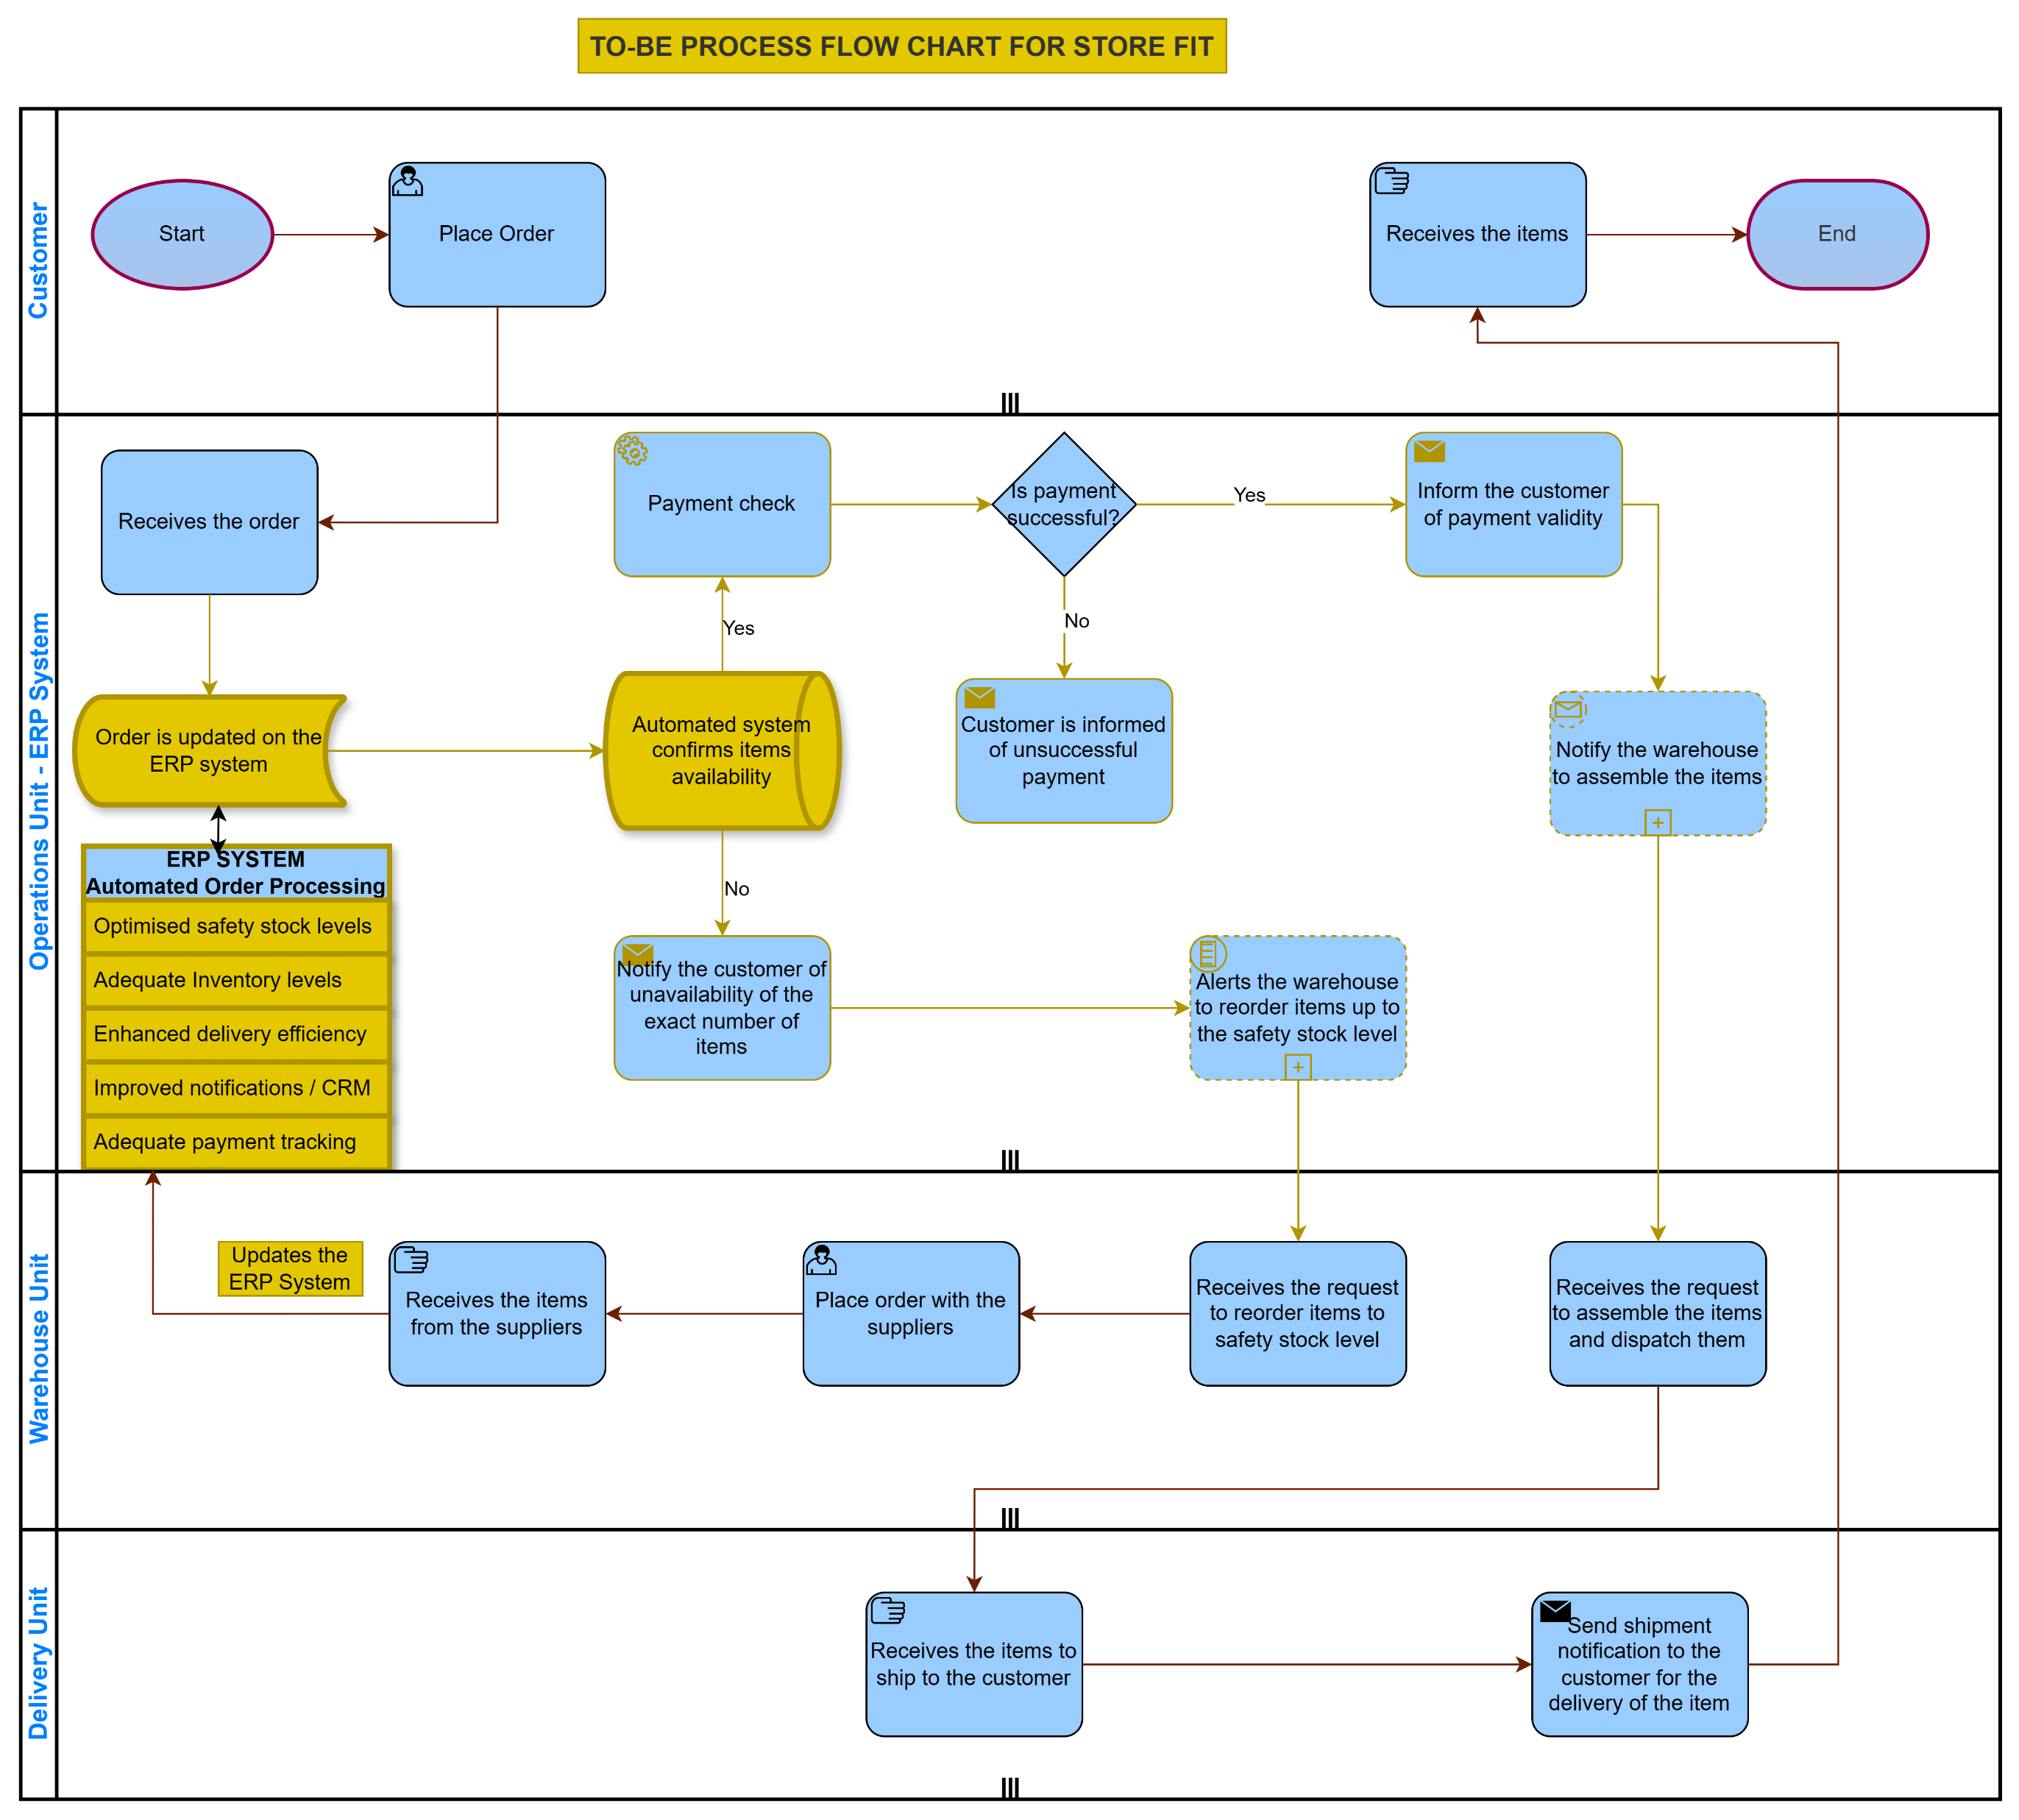 TO-BE PROCESS FLOW CHART FOR STORE FIT
Customer
Start
Place Order
Receives the items
End
Operations Unit - ERP System
Receives the order
Payment check
Is payment
successful?
Yes
Inform the customer
of payment validity
Yes
No
Order is updated on the
ERP system
Automated system
confirms items
availability
Customer is informed
of unsuccessful
payment
Notify the warehouse
to assemble the items
ERP SYSTEM
Automated Order Processing
Optimised safety stock levels
Adequate Inventory levels
Enhanced delivery efficiency
Improved notifications / CRM
Adequate payment tracking
No
Notify the customer of
unavailability of the
exact number of
items
Alerts the warehouse
to reorder items up to
the safety stock level
Warehouse Unit
Updates the
ERP System
Receives the items
from the suppliers
Place order with the
suppliers
Receives the request
to reorder items to
safety stock level
Receives the request
to assemble the items
and dispatch them
Delivery Unit
Receives the items to
ship to the customer
Send shipment
notification to the
customer for the
delivery of the item